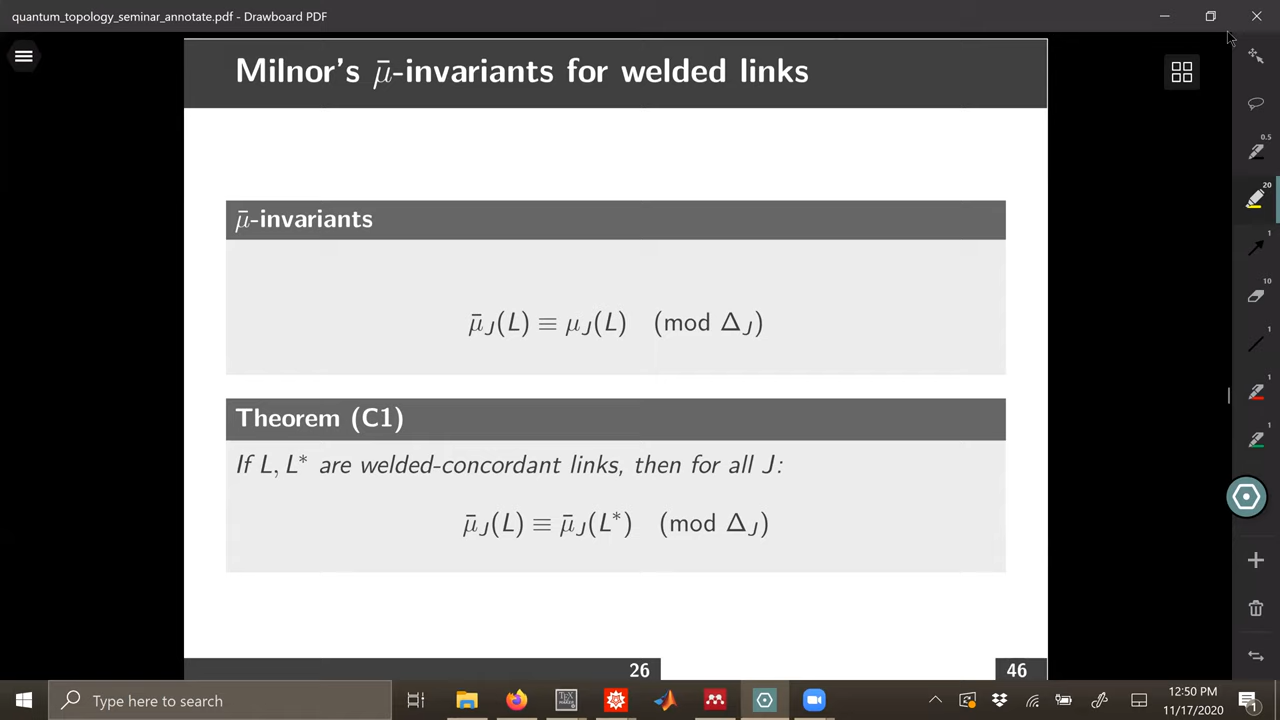 quantum_topology_seminar_annotate.pdf - Drawboard PDF
Milnor's μ̄-invariants for welded links
0.5
20
μ̄-invariants
1
μ̄_J(L) ≡ μ_J(L) (mod Δ_J)
10
1
Theorem (C1)
1
If L, L* are welded-concordant links, then for all J:
1
μ̄_J(L) ≡ μ̄_J(L*) (mod Δ_J)
26
46
Type here to search
12:50 PM
11/17/2020
1